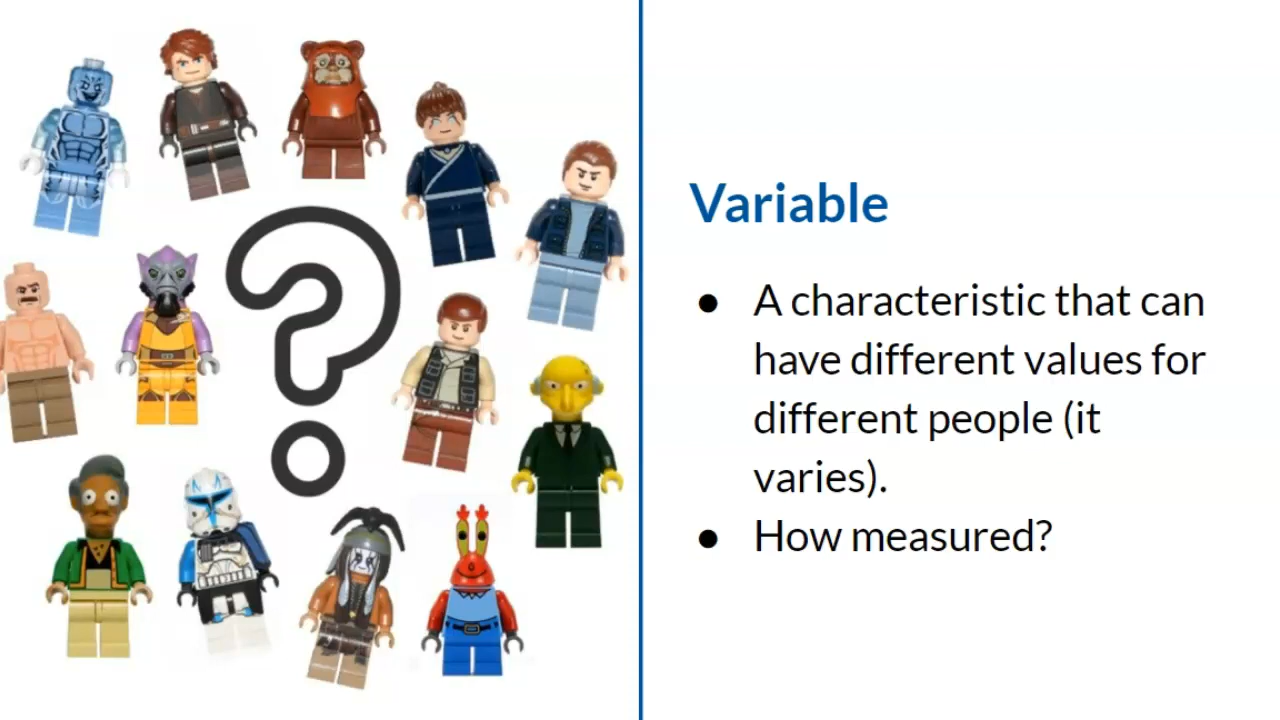 Variable
● A characteristic that can
have different values for
different people (it
varies).
● How measured?